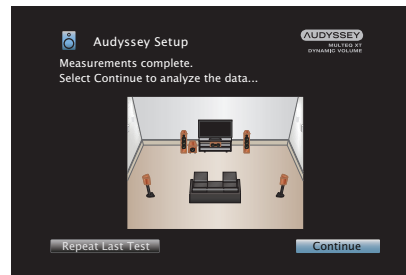 Audyssey Setup
AUDYSSEY
MULTEQ XT
DYNAMIC VOLUME
Measurements complete.
Select Continue to analyze the data...
Repeat Last Test
Continue